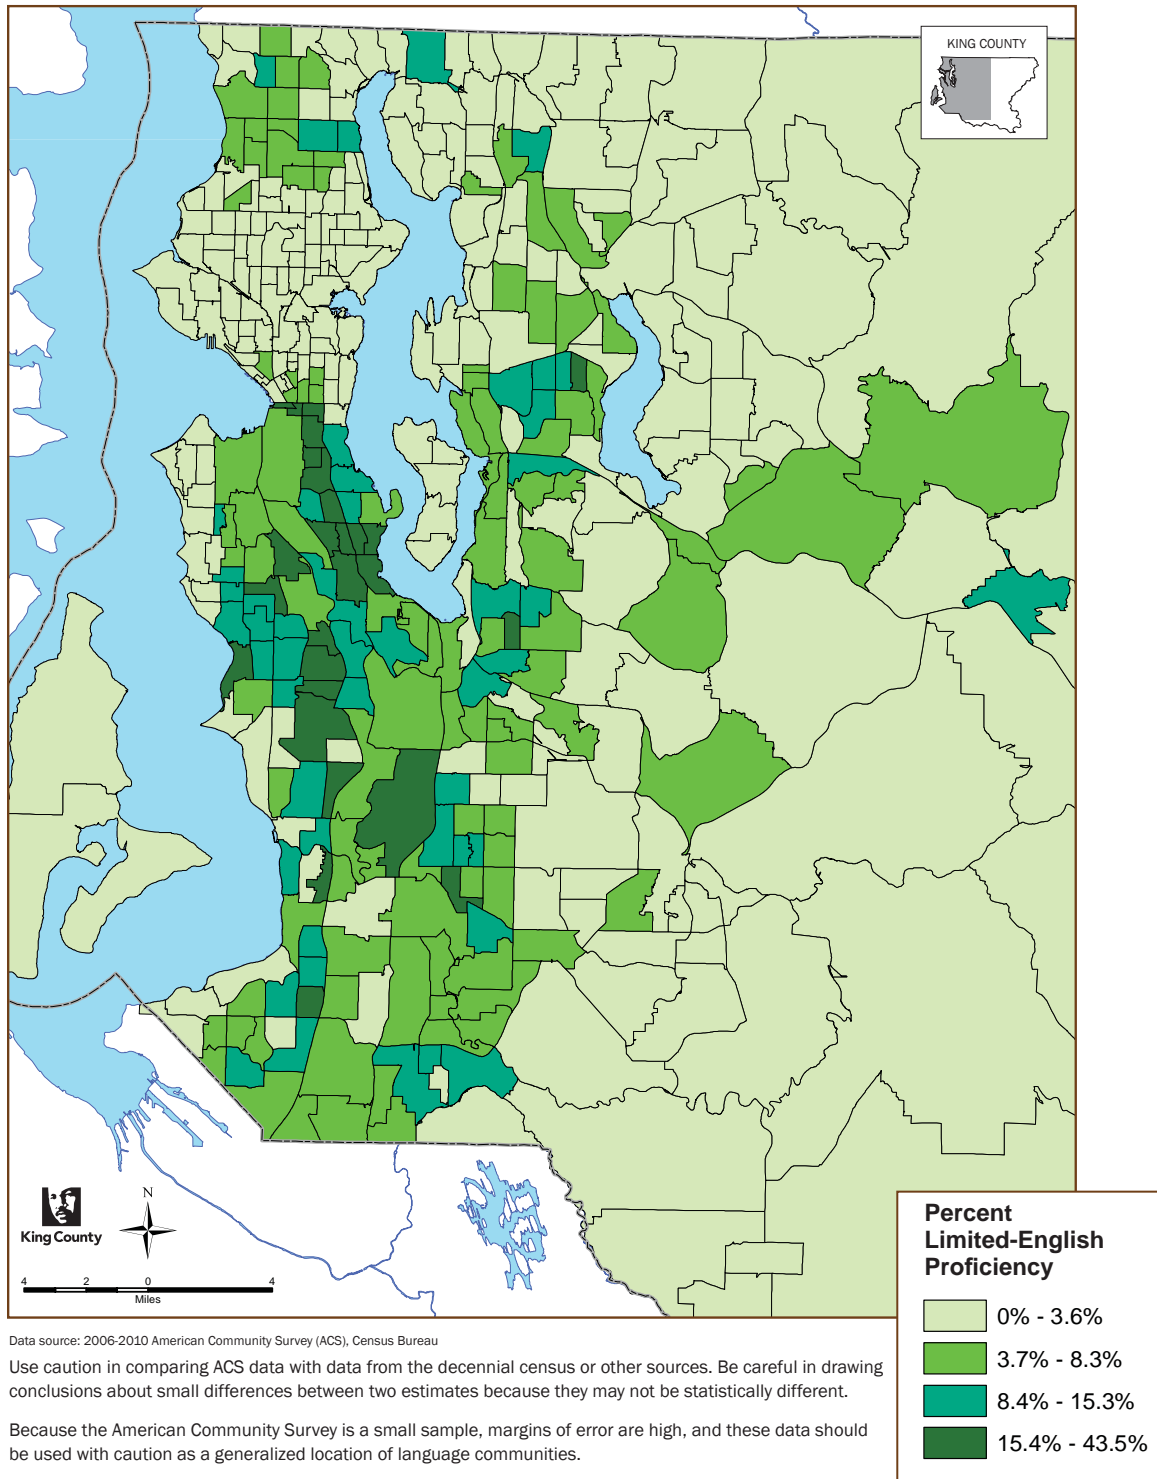 KING COUNTY
N
King County
4 2 0 4
Miles
Percent
Limited-English
Proficiency
0% - 3.6%
3.7% - 8.3%
8.4% - 15.3%
15.4% - 43.5%
Data source: 2006-2010 American Community Survey (ACS), Census Bureau
Use caution in comparing ACS data with data from the decennial census or other sources. Be careful in drawing
conclusions about small differences between two estimates because they may not be statistically different.
Because the American Community Survey is a small sample, margins of error are high, and these data should
be used with caution as a generalized location of language communities.